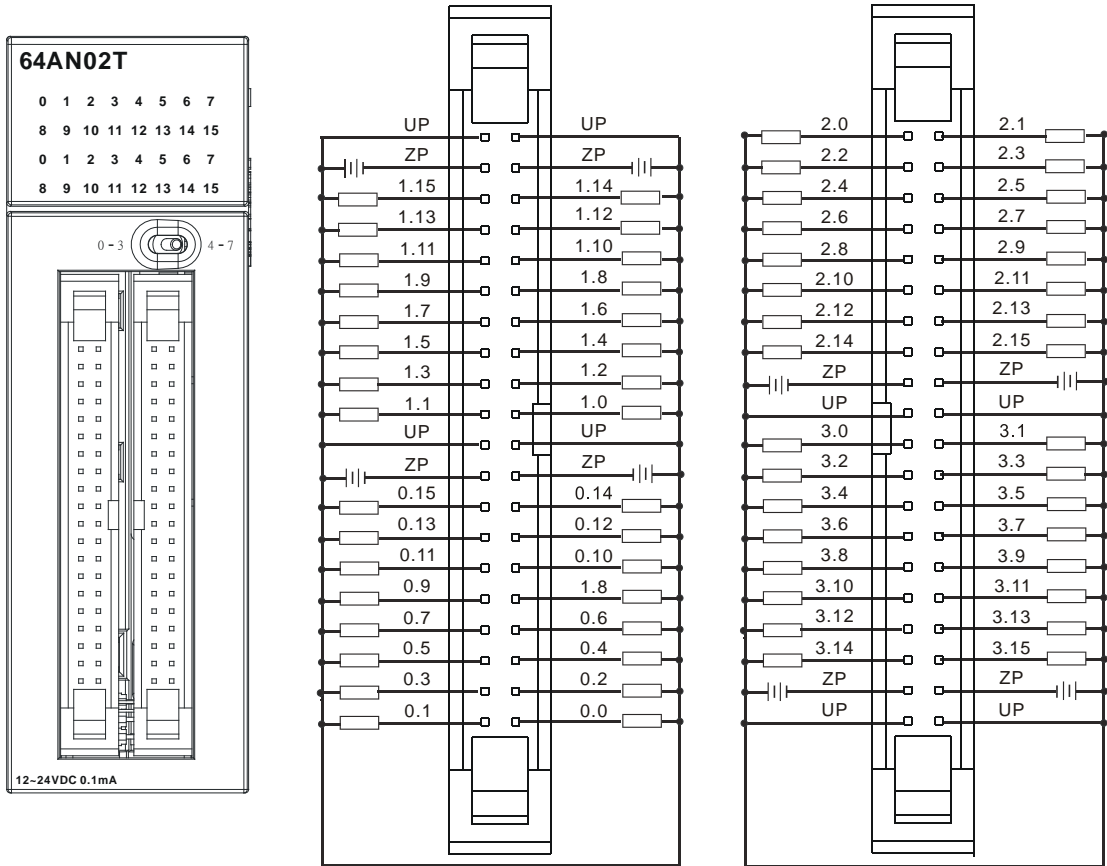 64AN02T
0 1 2 3 4 5 6 7
8 9 10 11 12 13 14 15
0 1 2 3 4 5 6 7
8 9 10 11 12 13 14 15
0-3 4-7
12~24VDC 0.1mA
UP UP
ZP ZP
1.15 1.14
1.13 1.12
1.11 1.10
1.9 1.8
1.7 1.6
1.5 1.4
1.3 1.2
1.1 1.0
UP UP
ZP ZP
0.15 0.14
0.13 0.12
0.11 0.10
0.9 1.8
0.7 0.6
0.5 0.4
0.3 0.2
0.1 0.0
2.0 2.1
2.2 2.3
2.4 2.5
2.6 2.7
2.8 2.9
2.10 2.11
2.12 2.13
2.14 2.15
ZP ZP
UP UP
3.0 3.1
3.2 3.3
3.4 3.5
3.6 3.7
3.8 3.9
3.10 3.11
3.12 3.13
3.14 3.15
ZP ZP
UP UP